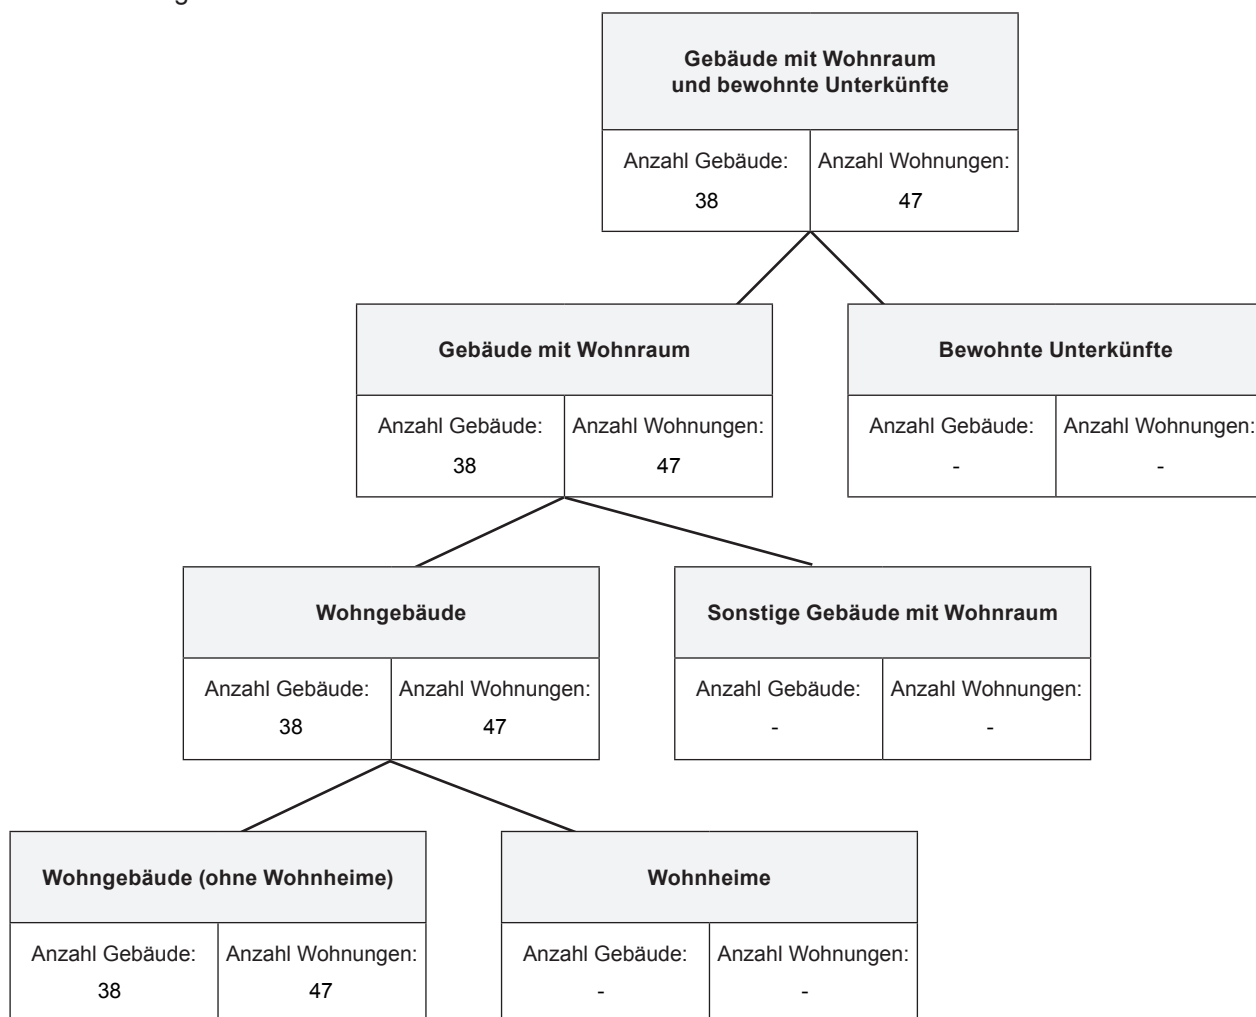 Gebäude mit Wohnraum
und bewohnte Unterkünfte
Anzahl Gebäude: Anzahl Wohnungen:
38 47
Gebäude mit Wohnraum Bewohnte Unterkünfte
Anzahl Gebäude: Anzahl Wohnungen: Anzahl Gebäude: Anzahl Wohnungen:
38 47 - -
Wohngebäude Sonstige Gebäude mit Wohnraum
Anzahl Gebäude: Anzahl Wohnungen: Anzahl Gebäude: Anzahl Wohnungen:
38 47 - -
Wohngebäude (ohne Wohnheime) Wohnheime
Anzahl Gebäude: Anzahl Wohnungen: Anzahl Gebäude: Anzahl Wohnungen:
38 47 - -